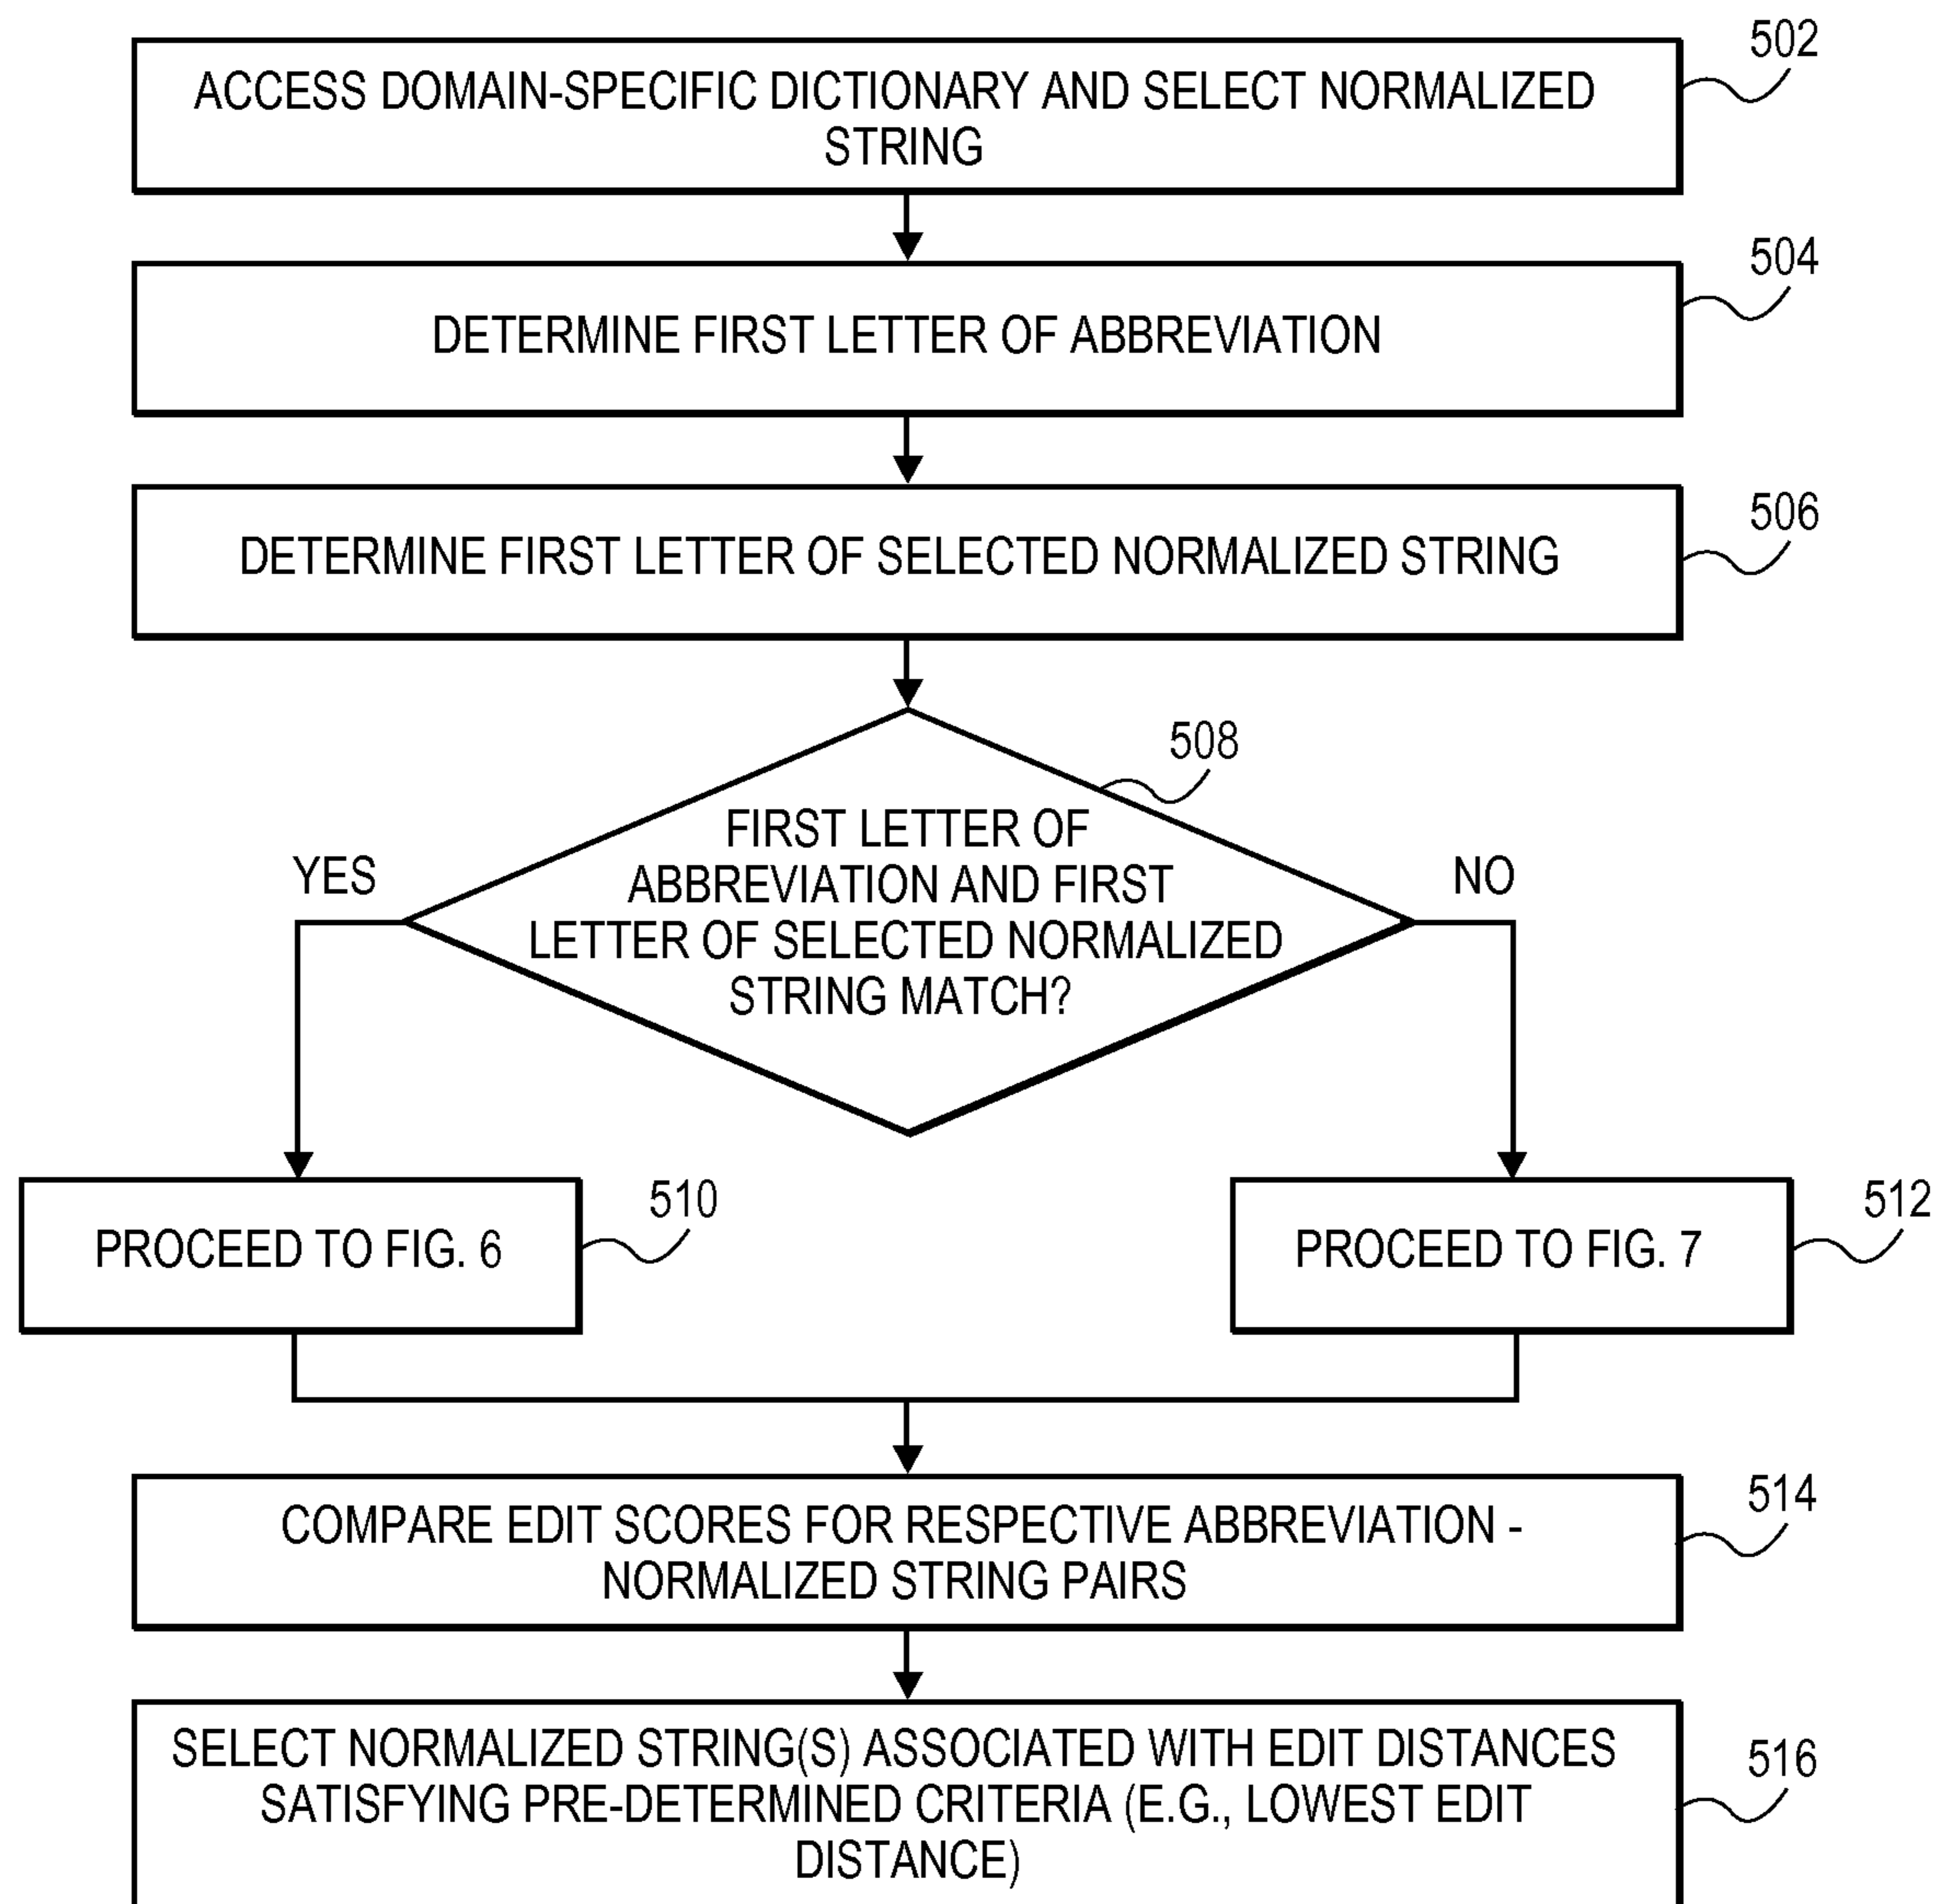 502
ACCESS DOMAIN-SPECIFIC DICTIONARY AND SELECT NORMALIZED
STRING
504
DETERMINE FIRST LETTER OF ABBREVIATION
506
DETERMINE FIRST LETTER OF SELECTED NORMALIZED STRING
508
FIRST LETTER OF
ABBREVIATION AND FIRST
LETTER OF SELECTED NORMALIZED
STRING MATCH?
YES
NO
510
PROCEED TO FIG. 6
512
PROCEED TO FIG. 7
514
COMPARE EDIT SCORES FOR RESPECTIVE ABBREVIATION -
NORMALIZED STRING PAIRS
516
SELECT NORMALIZED STRING(S) ASSOCIATED WITH EDIT DISTANCES
SATISFYING PRE-DETERMINED CRITERIA (E.G., LOWEST EDIT
DISTANCE)